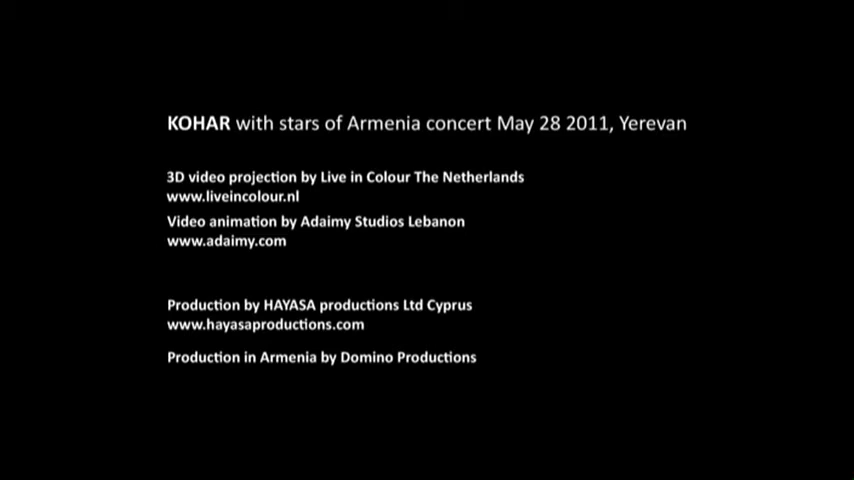 KOHAR with stars of Armenia concert May 28 2011, Yerevan
3D video projection by Live in Colour The Netherlands
www.liveincolour.nl
Video animation by Adaimy Studios Lebanon
www.adaimy.com
Production by HAYASA productions Ltd Cyprus
www.hayasaproductions.com
Production in Armenia by Domino Productions